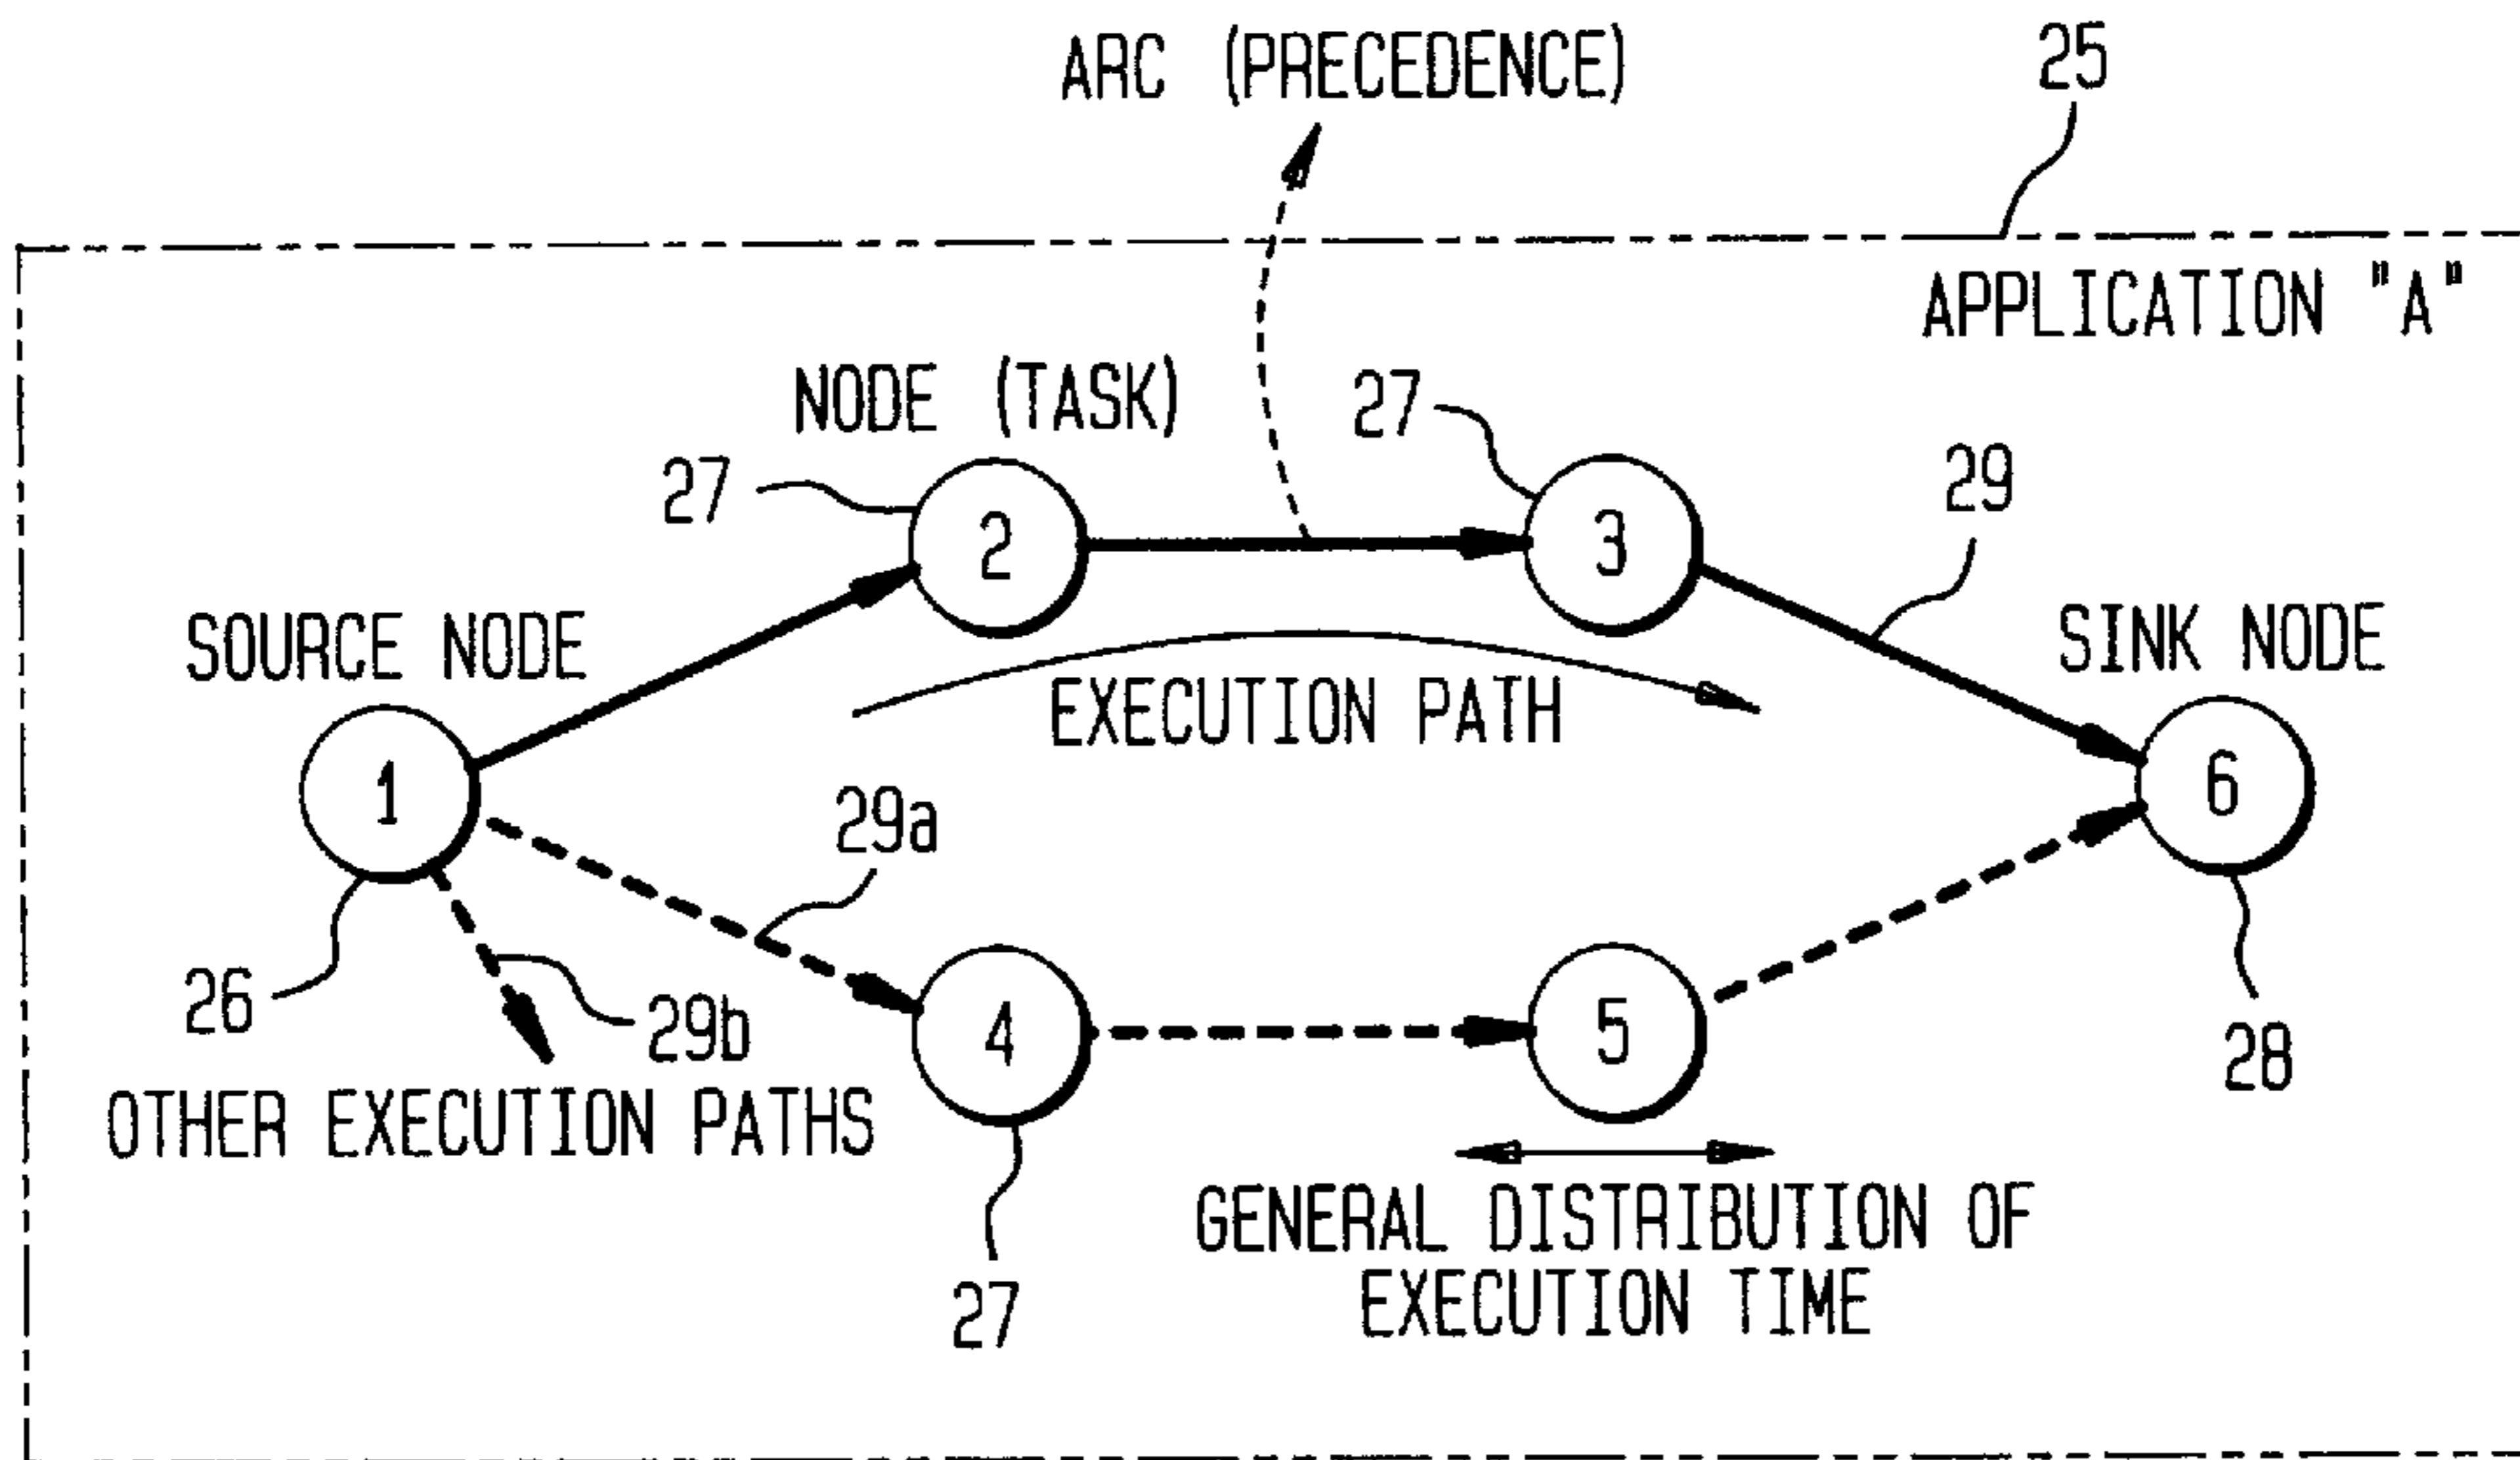 ARC (PRECEDENCE)
25
APPLICATION "A"
NODE (TASK)
27
27
29
2
3
SOURCE NODE
SINK NODE
EXECUTION PATH
1
6
29a
26
29b
4
5
28
OTHER EXECUTION PATHS
GENERAL DISTRIBUTION OF
EXECUTION TIME
27